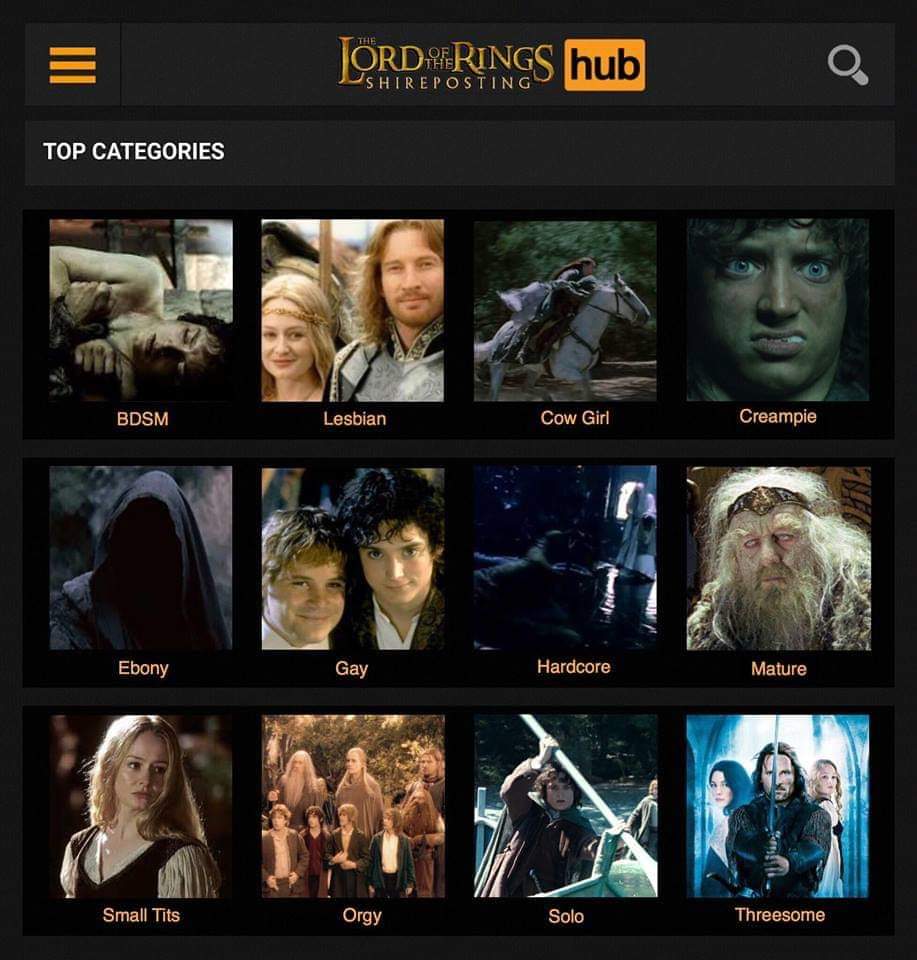 THE LORD OF THE RINGS hub
SHIREPOSTING
TOP CATEGORIES
BDSM Lesbian Cow Girl Creampie
Ebony Gay Hardcore Mature
Small Tits Orgy Solo Threesome